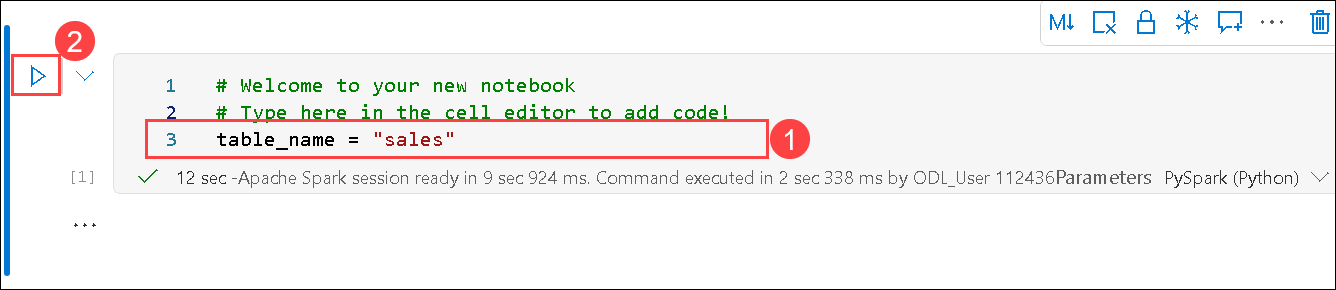 M↓ ...
2
1 # Welcome to your new notebook
2 # Type here in the cell editor to add code!
3 table_name = "sales"
1
[1] 12 sec -Apache Spark session ready in 9 sec 924 ms. Command executed in 2 sec 338 ms by ODL_User 112436Parameters PySpark (Python)
...